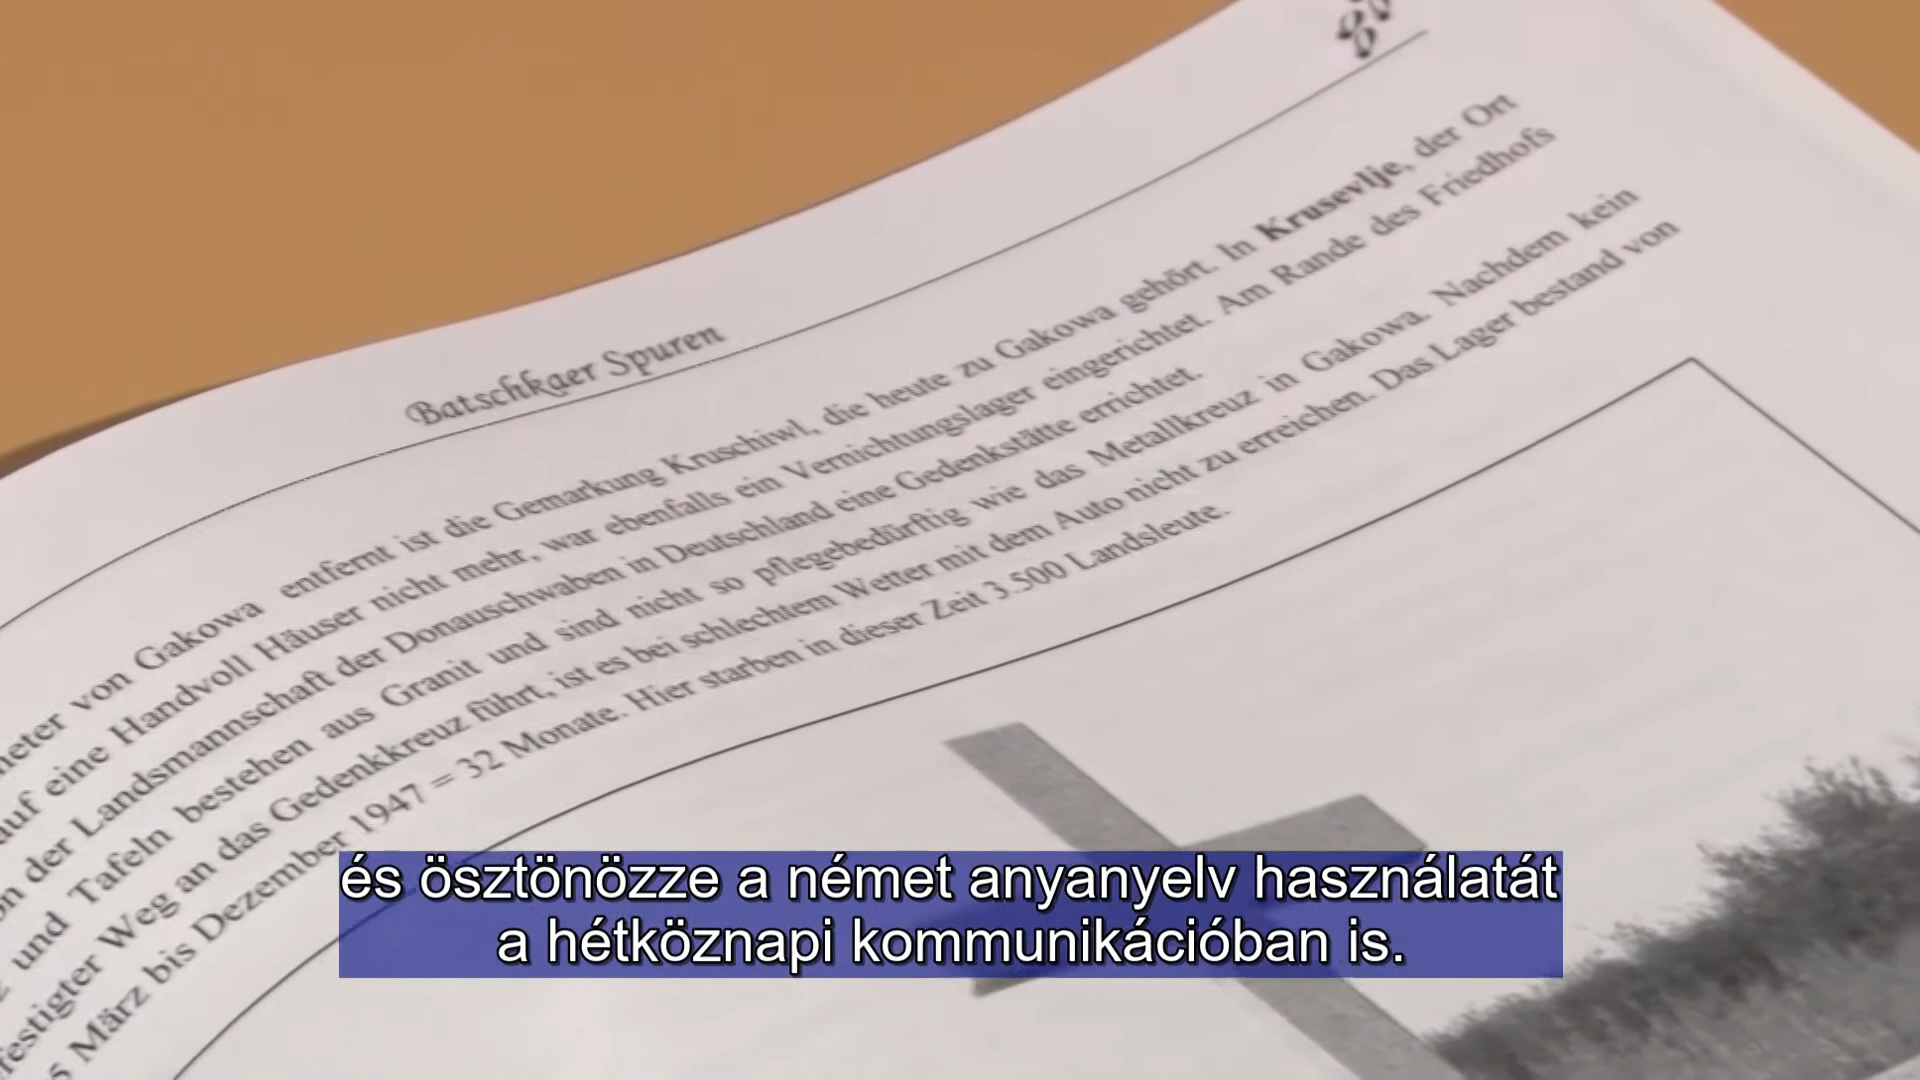 Batschkaer Spuren
von Gakowa entfernt ist die Gemarkung Kruschiwl, die heute zu Gakowa gehört. In Krusevlje, der Ort
auf eine Handvoll Häuser nicht mehr, war ebenfalls ein Vernichtungslager eingerichtet. Am Rande des Friedhofs
der Landsmannschaft der Donauschwaben in Deutschland eine Gedenkstätte errichtet.
und Tafeln bestehen aus Granit und sind nicht so pflegebedürftig wie das Metallkreuz in Gakowa. Nachdem kein
Weg an das Gedenkkreuz führt, ist es bei schlechtem Wetter mit dem Auto nicht zu erreichen. Das Lager bestand von
März bis Dezember 1947 = 32 Monate. Hier starben in dieser Zeit 3.500 Landsleute.
és ösztönözze a német anyanyelv használatát
a hétköznapi kommunikációban is.